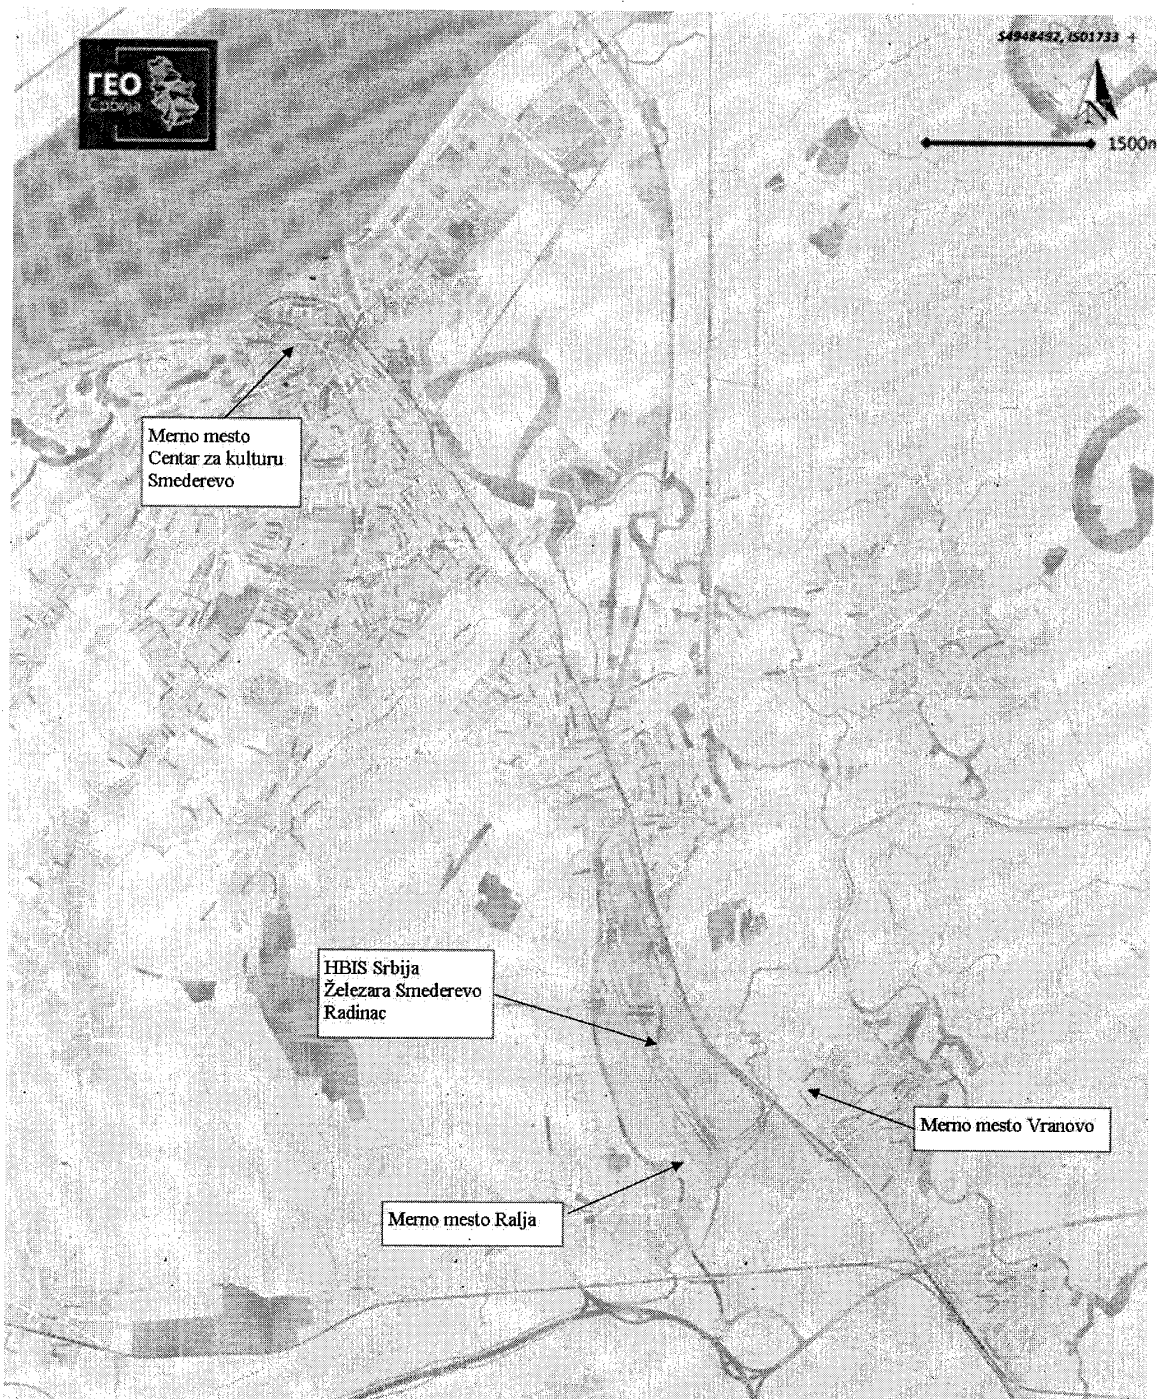 ГЕО
Србија
S4948492, IS01733 +
N
1500m
Merno mesto
Centar za kulturu
Smederevo
HBIS Srbija
Železara Smederevo
Radinac
Merno mesto Vranovo
Merno mesto Ralja